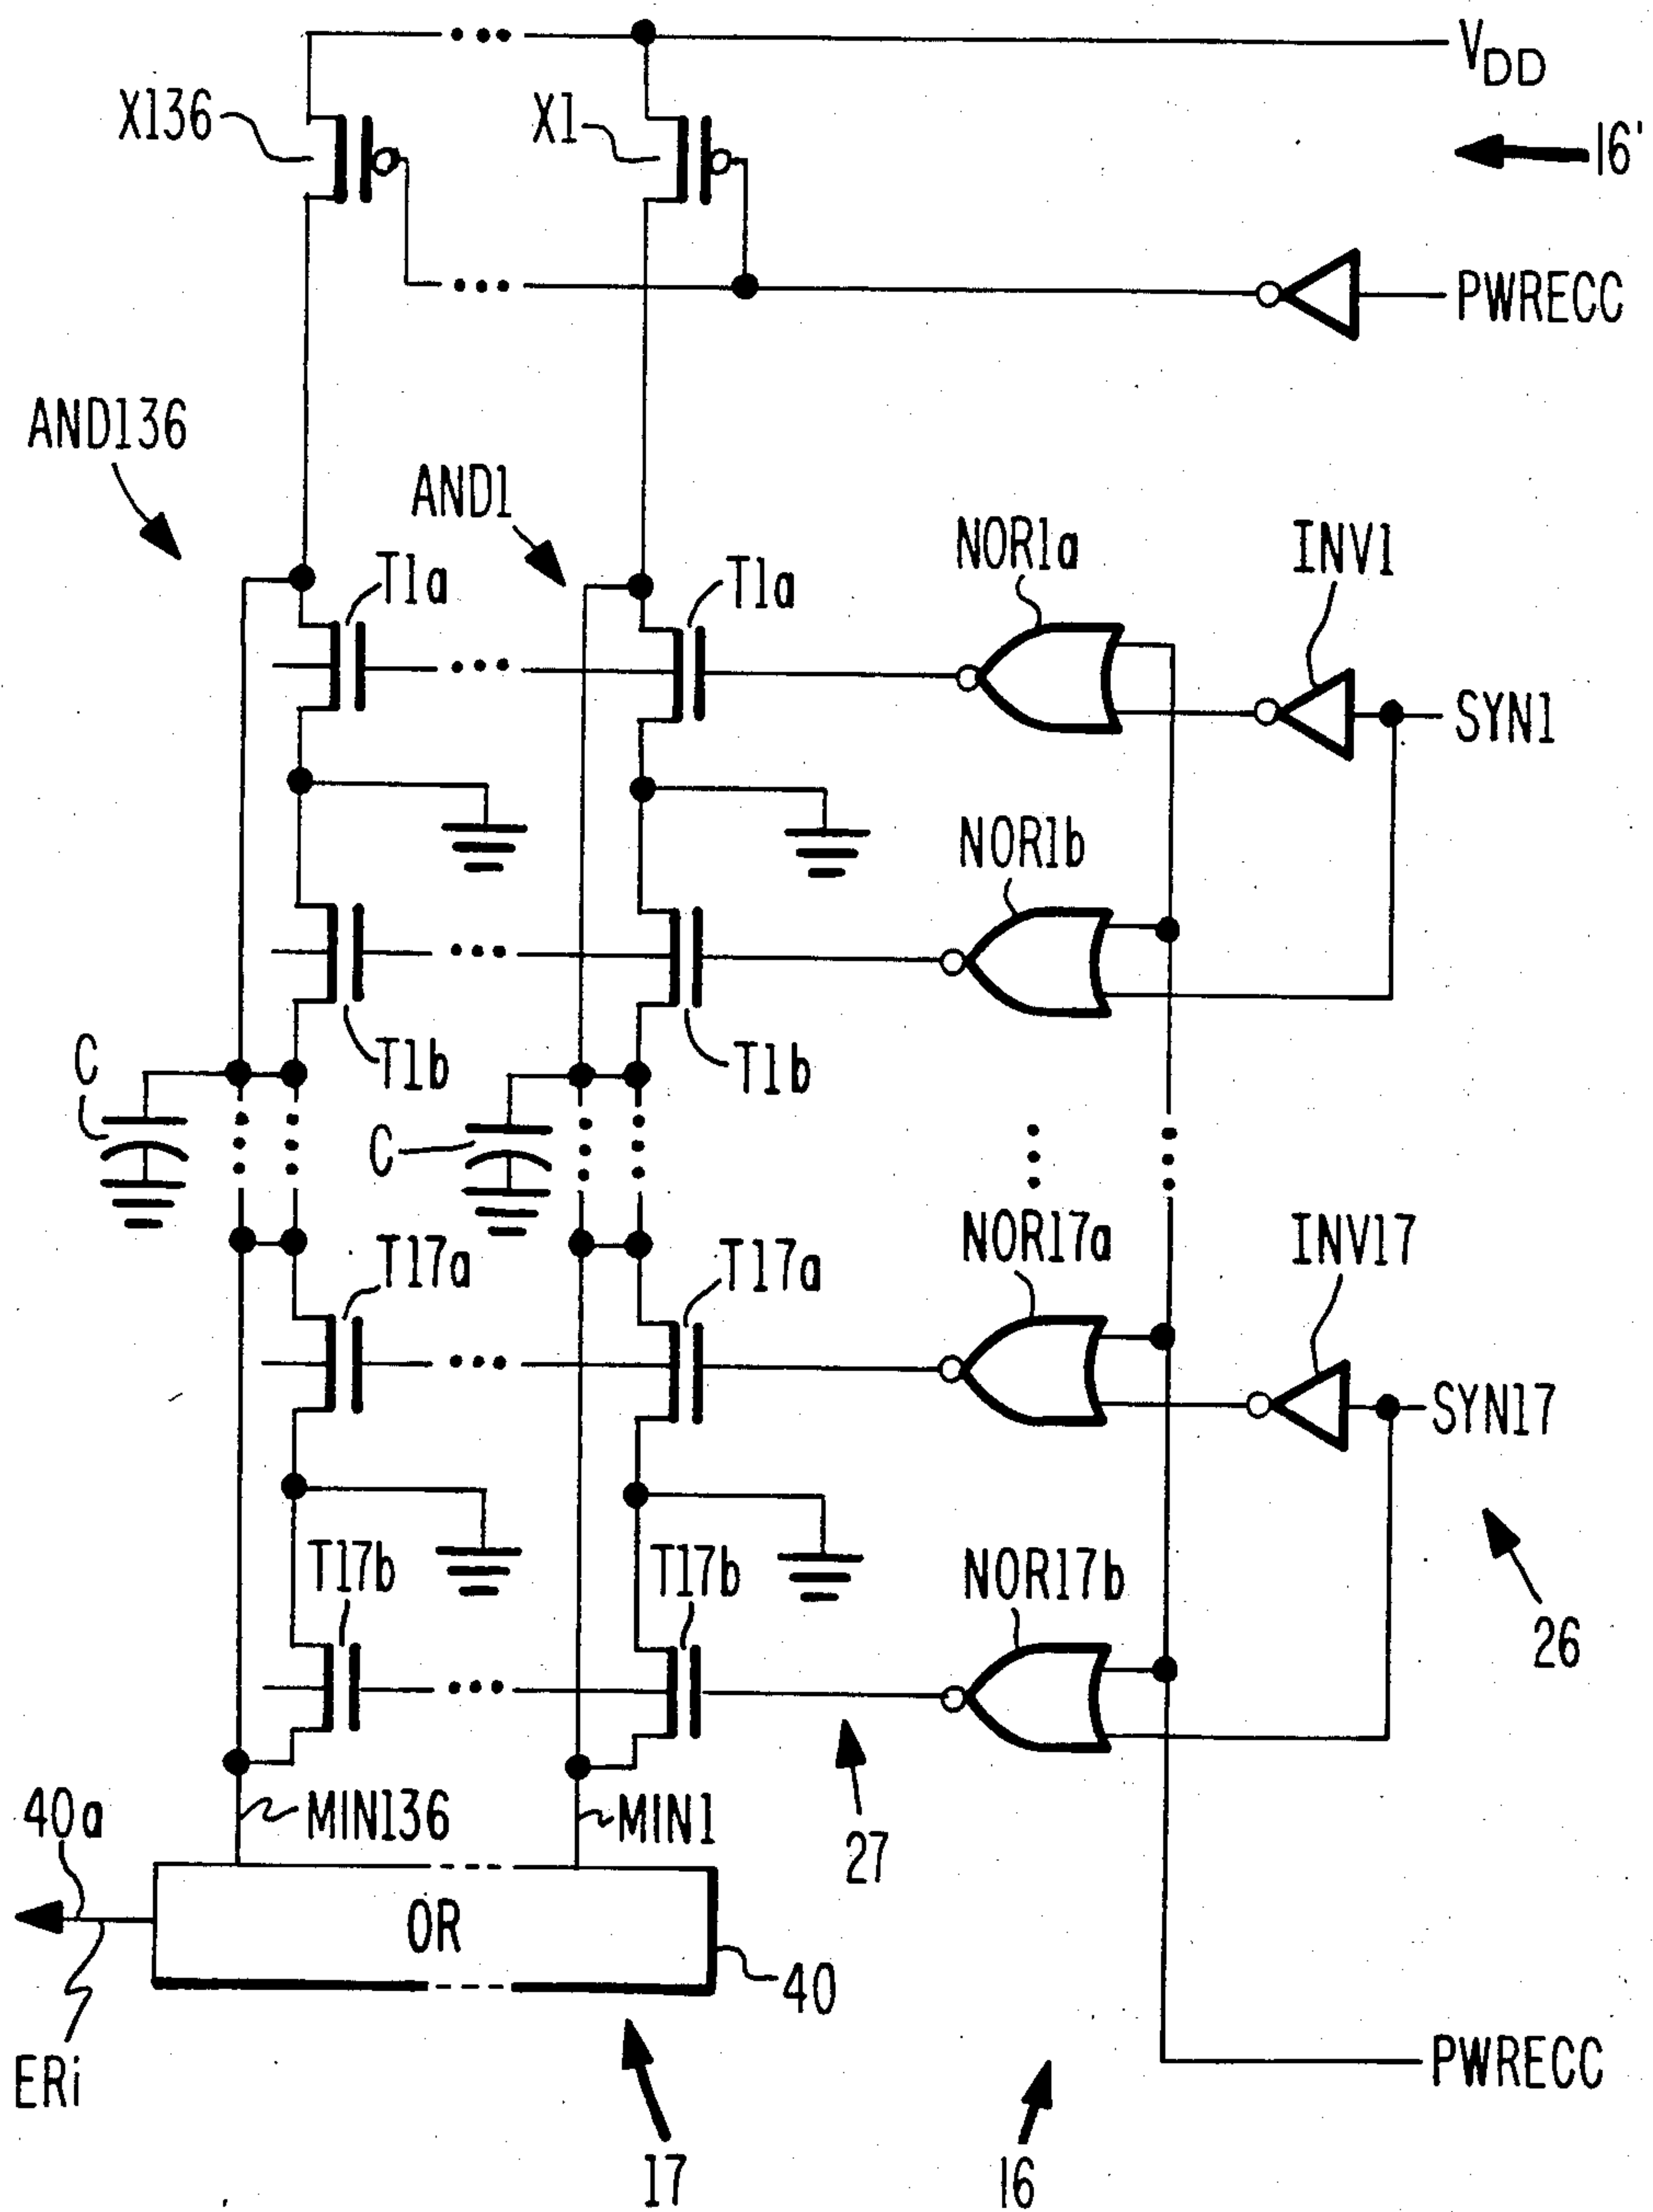 VDD
X136
X1
16'
PWRECC
AND136
AND1
T1a
T1a
NOR1a
INV1
SYN1
NOR1b
C
T1b
C
T1b
T17a
T17a
NOR17a
INV17
SYN17
T17b
T17b
NOR17b
26
40a
MIN136
MIN1
27
OR
40
ERi
PWRECC
17
16